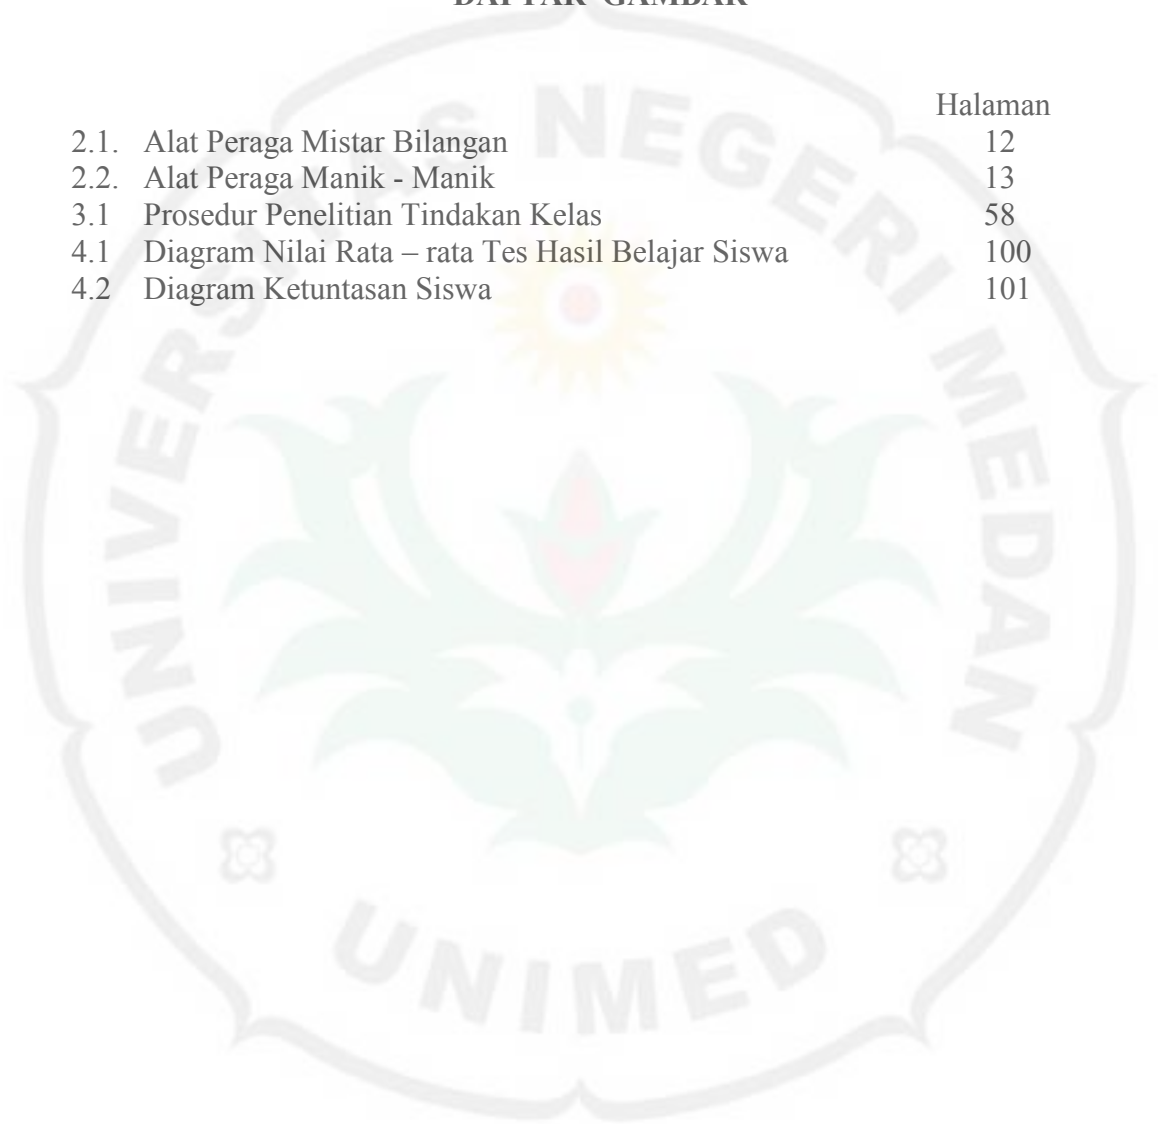 DAFTAR GAMBAR
Halaman
2.1. Alat Peraga Mistar Bilangan 12
2.2. Alat Peraga Manik - Manik 13
3.1 Prosedur Penelitian Tindakan Kelas 58
4.1 Diagram Nilai Rata – rata Tes Hasil Belajar Siswa 100
4.2 Diagram Ketuntasan Siswa 101
UNIVERSITAS NEGERI MEDAN
UNIMED